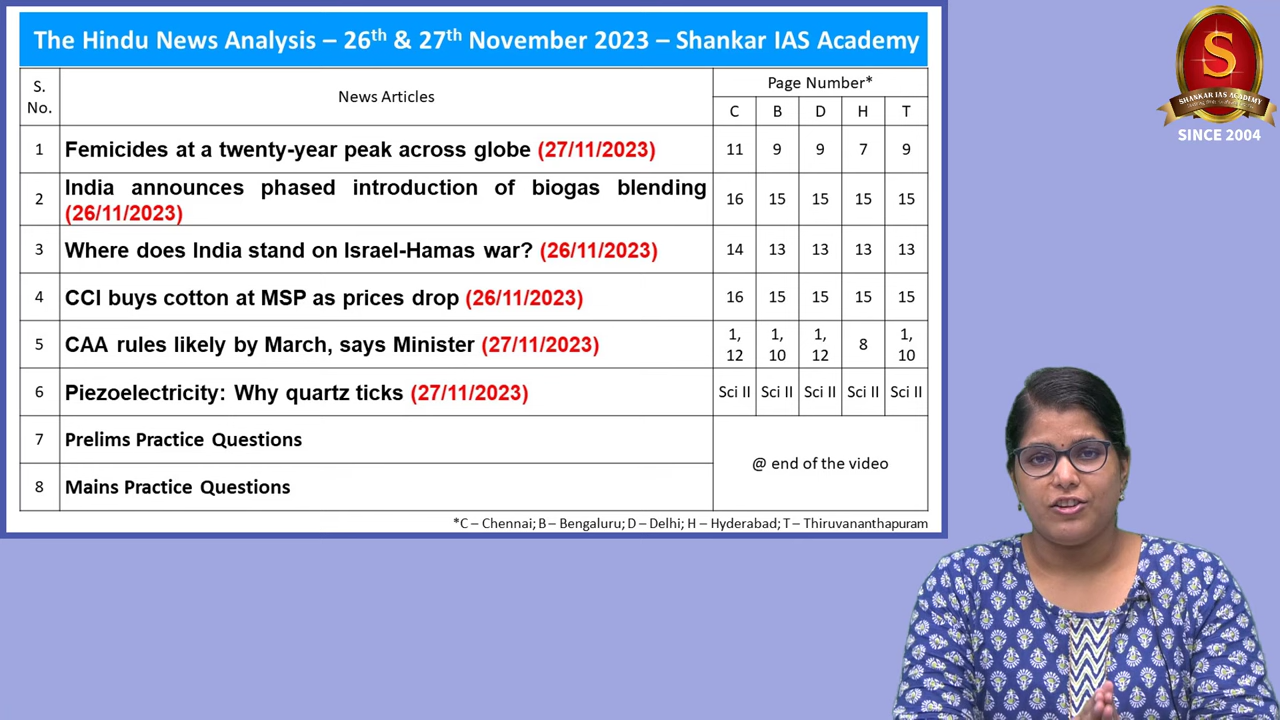 The Hindu News Analysis – 26th & 27th November 2023 – Shankar IAS Academy
S. No. News Articles Page Number*
C B D H T
1 Femicides at a twenty-year peak across globe (27/11/2023) 11 9 9 7 9
2 India announces phased introduction of biogas blending
(26/11/2023) 16 15 15 15 15
3 Where does India stand on Israel-Hamas war? (26/11/2023) 14 13 13 13 13
4 CCI buys cotton at MSP as prices drop (26/11/2023) 16 15 15 15 15
5 CAA rules likely by March, says Minister (27/11/2023) 1, 12 1, 10 1, 12 8 1, 10
6 Piezoelectricity: Why quartz ticks (27/11/2023) Sci II Sci II Sci II Sci II Sci II
7 Prelims Practice Questions
@ end of the video
8 Mains Practice Questions
*C – Chennai; B – Bengaluru; D – Delhi; H – Hyderabad; T – Thiruvananthapuram
S
SHANKAR IAS ACADEMY
SINCE 2004